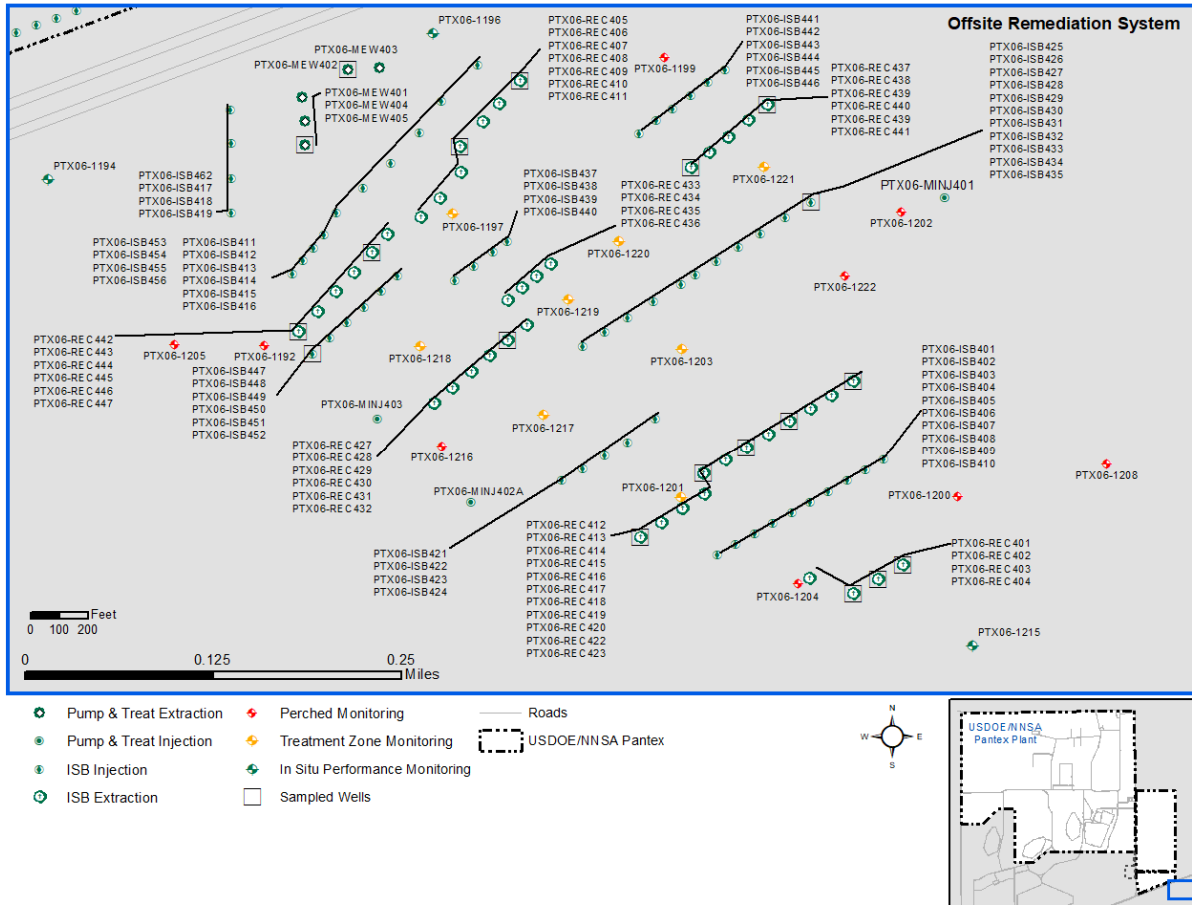 Offsite Remediation System
PTX06-1196
PTX06-MEW403
PTX06-MEW402
PTX06-MEW401
PTX06-MEW404
PTX06-MEW405
PTX06-REC405
PTX06-REC406
PTX06-REC407
PTX06-REC408
PTX06-REC409
PTX06-REC410
PTX06-REC411
PTX06-1199
PTX06-ISB441
PTX06-ISB442
PTX06-ISB443
PTX06-ISB444
PTX06-ISB445
PTX06-ISB446
PTX06-REC437
PTX06-REC438
PTX06-REC439
PTX06-REC440
PTX06-REC439
PTX06-REC441
PTX06-ISB425
PTX06-ISB426
PTX06-ISB427
PTX06-ISB428
PTX06-ISB429
PTX06-ISB430
PTX06-ISB431
PTX06-ISB432
PTX06-ISB433
PTX06-ISB434
PTX06-ISB435
PTX06-1194
PTX06-ISB462
PTX06-ISB417
PTX06-ISB418
PTX06-ISB419
PTX06-1197
PTX06-ISB437
PTX06-ISB438
PTX06-ISB439
PTX06-ISB440
PTX06-REC433
PTX06-REC434
PTX06-REC435
PTX06-REC436
PTX06-1221
PTX06-MINJ401
PTX06-1202
PTX06-ISB453
PTX06-ISB454
PTX06-ISB455
PTX06-ISB456
PTX06-ISB411
PTX06-ISB412
PTX06-ISB413
PTX06-ISB414
PTX06-ISB415
PTX06-ISB416
PTX06-1220
PTX06-1222
PTX06-1219
PTX06-REC442
PTX06-REC443
PTX06-REC444
PTX06-REC445
PTX06-REC446
PTX06-REC447
PTX06-1205
PTX06-1192
PTX06-1218
PTX06-1203
PTX06-ISB447
PTX06-ISB448
PTX06-ISB449
PTX06-ISB450
PTX06-ISB451
PTX06-ISB452
PTX06-MINJ403
PTX06-1217
PTX06-1216
PTX06-ISB401
PTX06-ISB402
PTX06-ISB403
PTX06-ISB404
PTX06-ISB405
PTX06-ISB406
PTX06-ISB407
PTX06-ISB408
PTX06-ISB409
PTX06-ISB410
PTX06-REC427
PTX06-REC428
PTX06-REC429
PTX06-REC430
PTX06-REC431
PTX06-REC432
PTX06-MINJ402A
PTX06-1201
PTX06-1200
PTX06-1208
PTX06-ISB421
PTX06-ISB422
PTX06-ISB423
PTX06-ISB424
PTX06-REC412
PTX06-REC413
PTX06-REC414
PTX06-REC415
PTX06-REC416
PTX06-REC417
PTX06-REC418
PTX06-REC419
PTX06-REC420
PTX06-REC422
PTX06-REC423
PTX06-REC401
PTX06-REC402
PTX06-REC403
PTX06-REC404
PTX06-1204
PTX06-1215
Feet
0 100 200
0 0.125 0.25
Miles
Pump & Treat Extraction
Pump & Treat Injection
ISB Injection
ISB Extraction
Perched Monitoring
Treatment Zone Monitoring
In Situ Performance Monitoring
Sampled Wells
Roads
USDOE/NNSA Pantex
N
W E
S
USDOE/NNSA
Pantex Plant